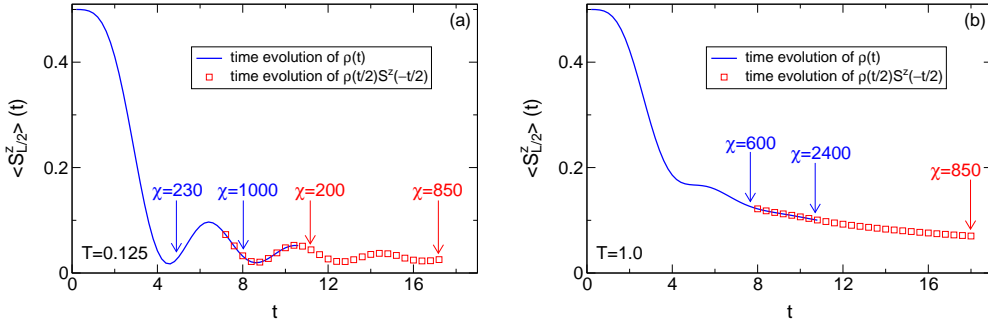 (a)
0.4
0.2
0
<S^z_{L/2}> (t)
time evolution of ρ(t)
time evolution of ρ(t/2)S^z(-t/2)
χ=230
χ=1000
χ=200
χ=850
T=0.125
0 4 8 12 16
t
(b)
0.4
0.2
0
<S^z_{L/2}> (t)
time evolution of ρ(t)
time evolution of ρ(t/2)S^z(-t/2)
χ=600
χ=2400
χ=850
T=1.0
0 4 8 12 16
t